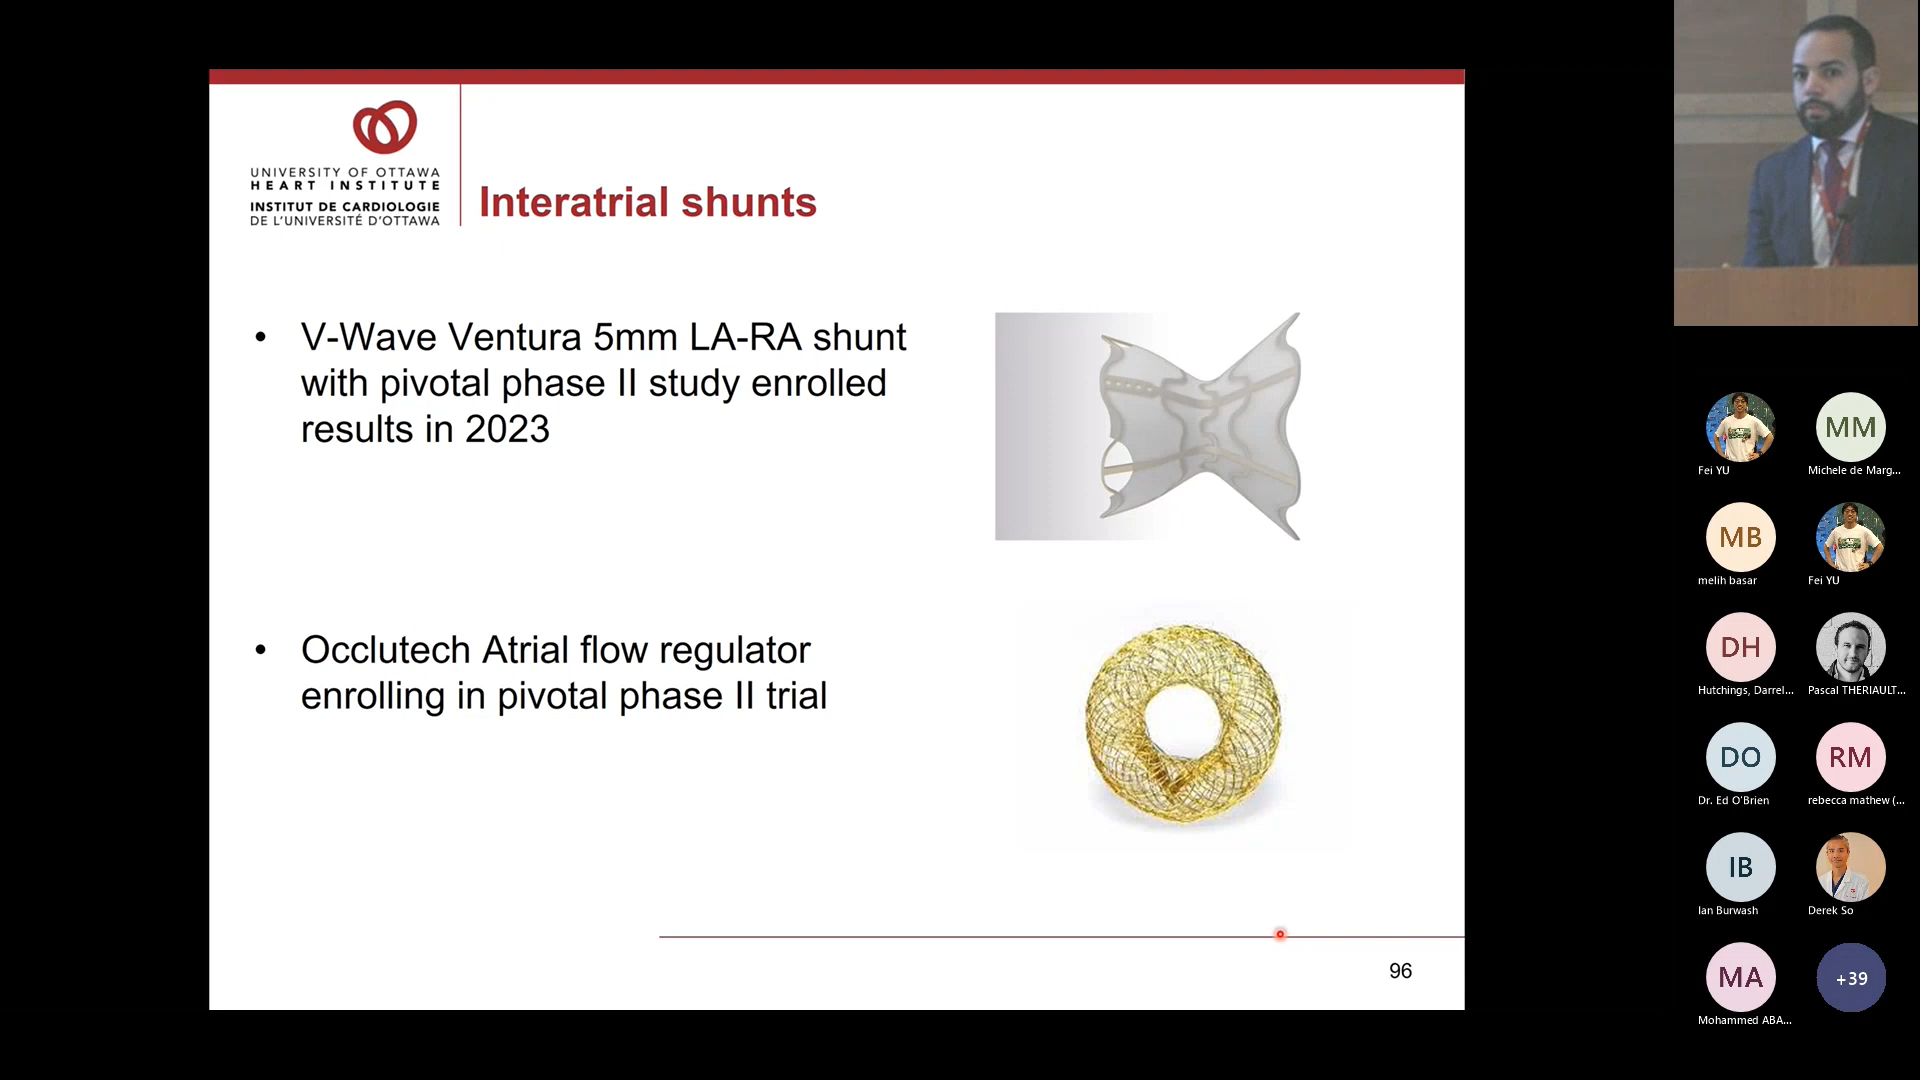 UNIVERSITY OF OTTAWA
HEART INSTITUTE
INSTITUT DE CARDIOLOGIE
DE L'UNIVERSITÉ D'OTTAWA
Interatrial shunts
• V-Wave Ventura 5mm LA-RA shunt
with pivotal phase II study enrolled
results in 2023
• Occlutech Atrial flow regulator
enrolling in pivotal phase II trial
96
Fei YU
MM
Michele de Marg...
MB
melih basar
Fei YU
DH
Hutchings, Darrel...
Pascal THERIAULT...
DO
Dr. Ed O'Brien
RM
rebecca mathew (...
IB
Ian Burwash
Derek So
MA
Mohammed ABA...
+39